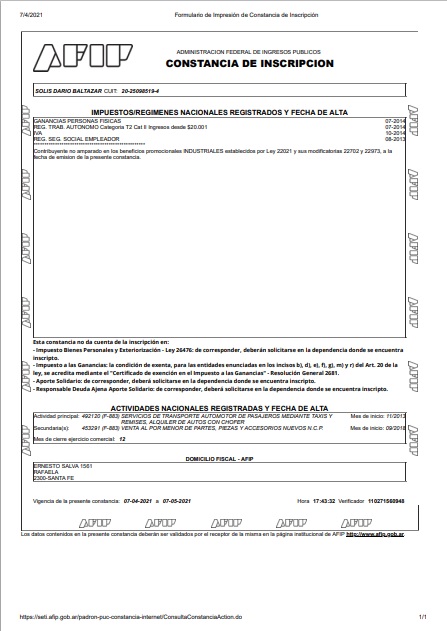 7/4/2021
Formulario de Impresión de Constancia de Inscripción
AFIP
ADMINISTRACION FEDERAL DE INGRESOS PUBLICOS
CONSTANCIA DE INSCRIPCION
SOLIS DARIO BALTAZAR CUIT: 20-25098519-4
IMPUESTOS/REGIMENES NACIONALES REGISTRADOS Y FECHA DE ALTA
GANANCIAS PERSONAS FISICAS 07-2014
REG. TRAB. AUTONOMO Categoria T2 Cat II Ingresos desde $20.001 07-2014
IVA 10-2014
REG. SEG. SOCIAL EMPLEADOR 08-2013
Contribuyente no amparado en los beneficios promocionales INDUSTRIALES establecidos por Ley 22021 y sus modificatorias 22702 y 22973, a la
fecha de emision de la presente constancia.
Esta constancia no da cuenta de la inscripción en:
- Impuesto Bienes Personales y Exteriorización - Ley 26476: de corresponder, deberán solicitarse en la dependencia donde se encuentra
inscripto.
- Impuesto a las Ganancias: la condición de exenta, para las entidades enunciadas en los incisos b), d), e), f), g), m) y r) del Art. 20 de la
ley, se acredita mediante el "Certificado de exención en el Impuesto a las Ganancias" - Resolución General 2681.
- Aporte Solidario: de corresponder, deberá solicitarse en la dependencia donde se encuentra inscripto.
- Responsable Deuda Ajena Aporte Solidario: de corresponder, deberá solicitarse en la dependencia donde se encuentra inscripto.
ACTIVIDADES NACIONALES REGISTRADAS Y FECHA DE ALTA
Actividad principal: 492120 (F-883) SERVICIOS DE TRANSPORTE AUTOMOTOR DE PASAJEROS MEDIANTE TAXIS Y Mes de inicio: 11/2013
REMISES, ALQUILER DE AUTOS CON CHOFER
Secundaria(s): 453291 (F-883) VENTA AL POR MENOR DE PARTES, PIEZAS Y ACCESORIOS NUEVOS N.C.P. Mes de inicio: 09/2018
Mes de cierre ejercicio comercial: 12
DOMICILIO FISCAL - AFIP
ERNESTO SALVA 1561
RAFAELA
2300-SANTA FE
Vigencia de la presente constancia: 07-04-2021 a 07-05-2021 Hora 17:43:32 Verificador 110271560948
AFIP AFIP AFIP AFIP AFIP
Los datos contenidos en la presente constancia deberán ser validados por el receptor de la misma en la página institucional de AFIP http://www.afip.gob.ar.
https://seti.afip.gob.ar/padron-puc-constancia-internet/ConsultaConstanciaAction.do
1/1